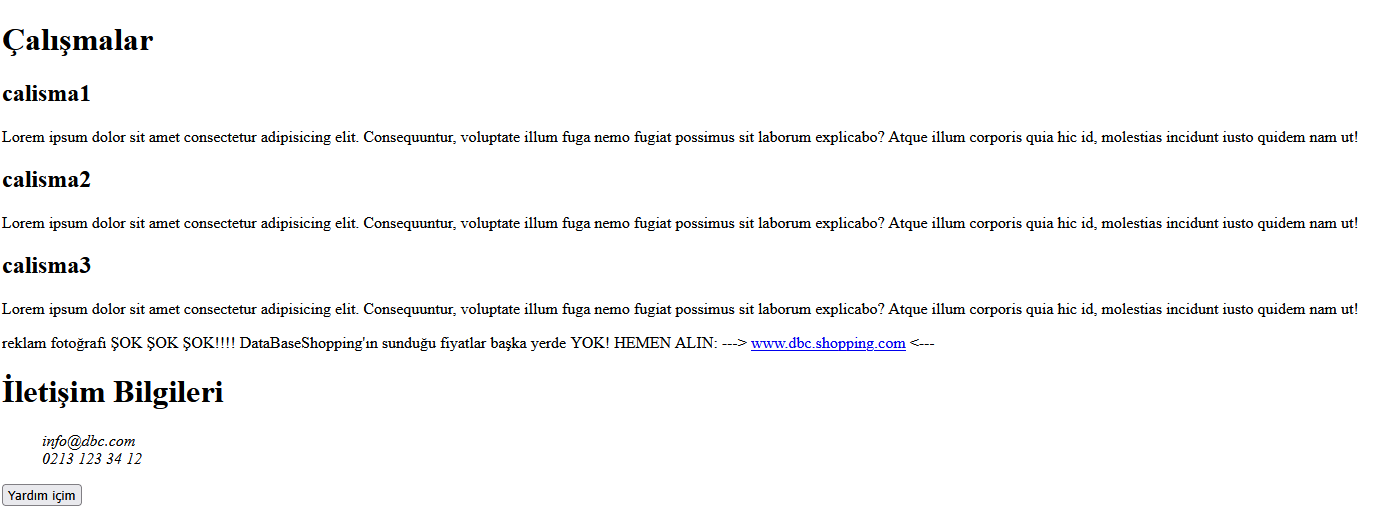 Çalışmalar
calisma1
Lorem ipsum dolor sit amet consectetur adipisicing elit. Consequuntur, voluptate illum fuga nemo fugiat possimus sit laborum explicabo? Atque illum corporis quia hic id, molestias incidunt iusto quidem nam ut!
calisma2
Lorem ipsum dolor sit amet consectetur adipisicing elit. Consequuntur, voluptate illum fuga nemo fugiat possimus sit laborum explicabo? Atque illum corporis quia hic id, molestias incidunt iusto quidem nam ut!
calisma3
Lorem ipsum dolor sit amet consectetur adipisicing elit. Consequuntur, voluptate illum fuga nemo fugiat possimus sit laborum explicabo? Atque illum corporis quia hic id, molestias incidunt iusto quidem nam ut!
reklam fotoğrafı ŞOK ŞOK ŞOK!!!! DataBaseShopping'ın sunduğu fiyatlar başka yerde YOK! HEMEN ALIN: ---> www.dbc.shopping.com <---
İletişim Bilgileri
info@dbc.com
0213 123 34 12
Yardım içim